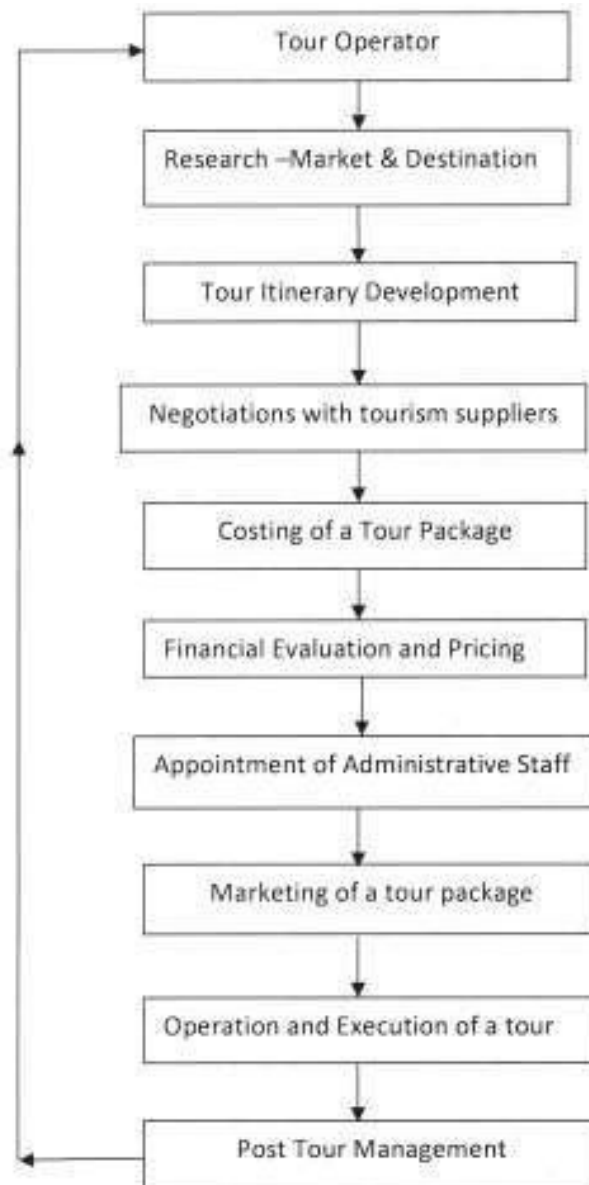 Tour Operator
Research –Market & Destination
Tour Itinerary Development
Negotiations with tourism suppliers
Costing of a Tour Package
Financial Evaluation and Pricing
Appointment of Administrative Staff
Marketing of a tour package
Operation and Execution of a tour
Post Tour Management